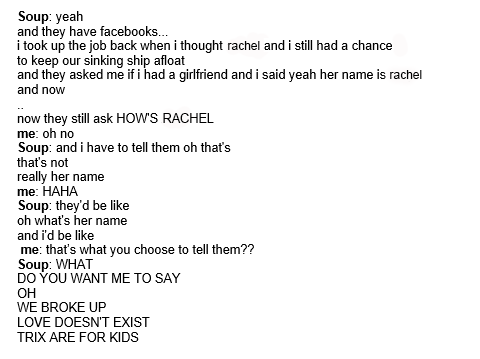 Soup: yeah
and they have facebooks...
i took up the job back when i thought rachel and i still had a chance
to keep our sinking ship afloat
and they asked me if i had a girlfriend and i said yeah her name is rachel
and now
..
now they still ask HOW'S RACHEL
me: oh no
Soup: and i have to tell them oh that's
that's not
really her name
me: HAHA
Soup: they'd be like
oh what's her name
and i'd be like
me: that's what you choose to tell them??
Soup: WHAT
DO YOU WANT ME TO SAY
OH
WE BROKE UP
LOVE DOESN'T EXIST
TRIX ARE FOR KIDS